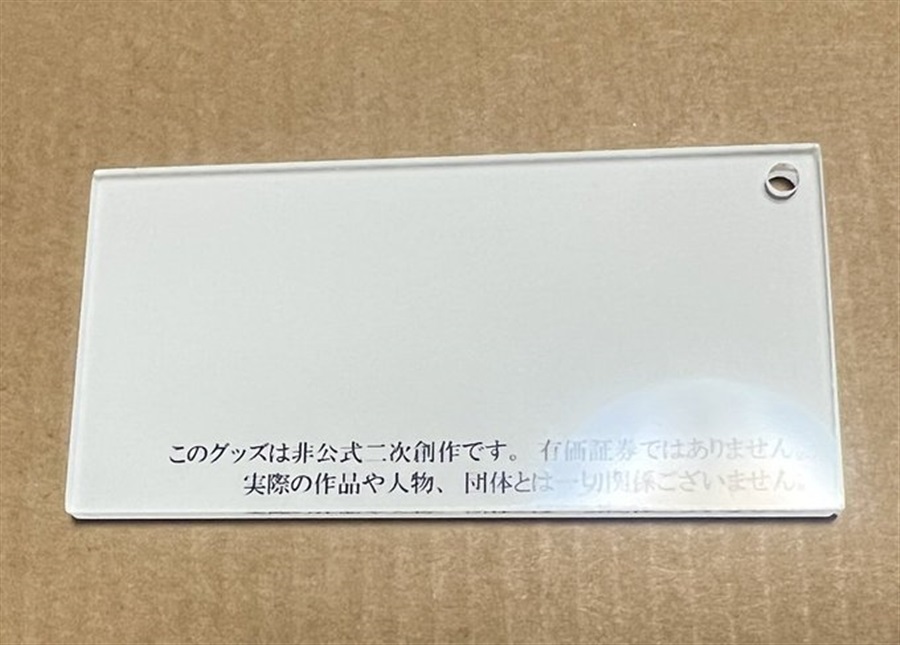 このグッズは非公式二次創作です。 有価証券ではありません。
実際の作品や人物、団体とは一切関係ございません。